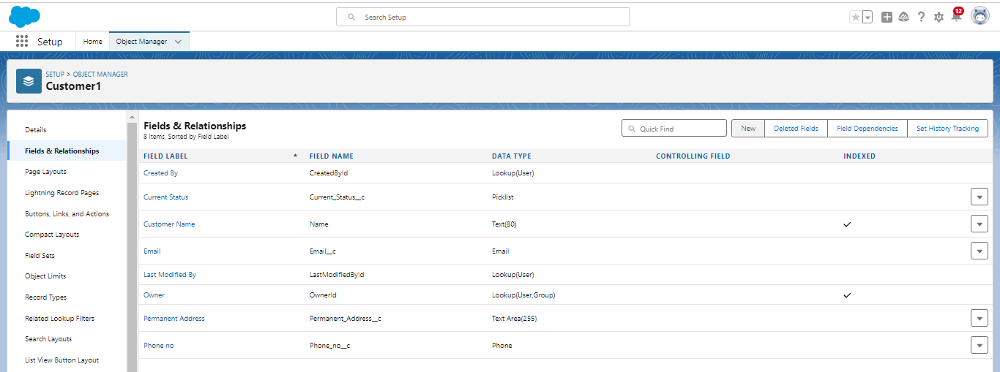 Search Setup
12
Setup
Home
Object Manager
SETUP > OBJECT MANAGER
Customer1
Details
Fields & Relationships
Page Layouts
Lightning Record Pages
Buttons, Links, and Actions
Compact Layouts
Field Sets
Object Limits
Record Types
Related Lookup Filters
Search Layouts
List View Button Layout
Fields & Relationships
8 Items, Sorted by Field Label
Quick Find
New
Deleted Fields
Field Dependencies
Set History Tracking
FIELD LABEL FIELD NAME DATA TYPE CONTROLLING FIELD INDEXED
Created By CreatedById Lookup(User)
Current Status Current_Status__c Picklist
Customer Name Name Text(80)
Email Email__c Email
Last Modified By LastModifiedById Lookup(User)
Owner OwnerId Lookup(User,Group)
Permanent Address Permanent_Address__c Text Area(255)
Phone no Phone_no__c Phone